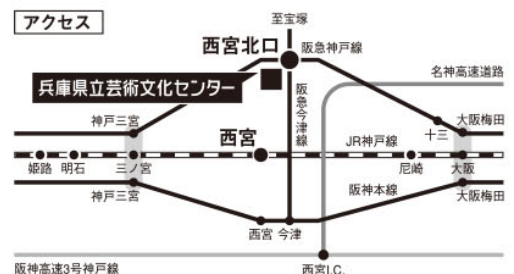 アクセス
至宝塚
西宮北口
阪急神戸線
名神高速道路
兵庫県立芸術文化センター
阪急今津線
神戸三宮
西宮
JR神戸線
十三
大阪梅田
姫路
明石
三ノ宮
尼崎
大阪
神戸三宮
阪神本線
大阪梅田
西宮
今津
阪神高速3号神戸線
西宮I.C.